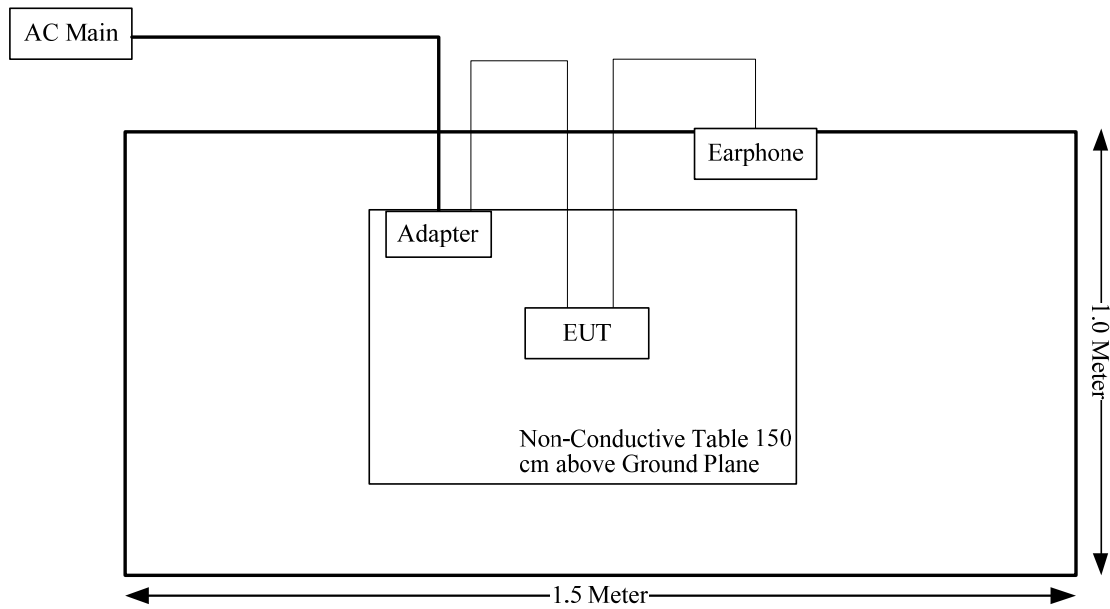 AC Main
Earphone
Adapter
EUT
Non-Conductive Table 150
cm above Ground Plane
1.0 Meter
1.5 Meter